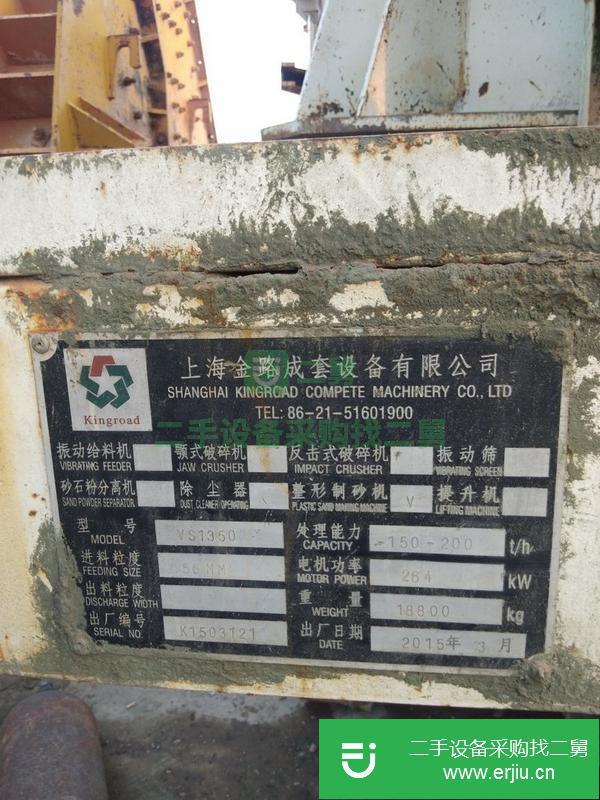 Kingroad
上海金路成套设备有限公司
SHANGHAI KINGROAD COMPETE MACHINERY CO., LTD
TEL: 86-21-51601900
二手设备采购找二舅
振动给料机 颚式破碎机 反击式破碎机 振动筛
VIBRATING FEEDER JAW CRUSHER IMPACT CRUSHER VIBRATING SCREEN
砂石粉分离机 除尘器 整形制砂机 V 提升机
SAND POWDER SEPARATOR DUST CLEANER OPERATING PLASTIC SAND MAKING MACHINE LIFTING MACHINE
型号 VS1350 处理能力 150-200 t/h
MODEL CAPACITY
进料粒度 56MM 电机功率 264 kW
FEEDING SIZE MOTOR POWER
出料粒度 重量 18800 kg
DISCHARGE WIDTH WEIGHT
出厂编号 K1503121 出厂日期 2015年 3月
SERIAL NO. DATE
二手设备采购找二舅
www.erjiu.cn